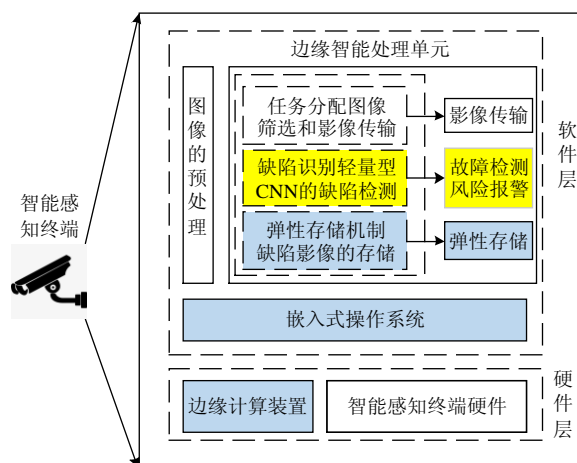 边缘智能处理单元
图像的预处理
任务分配图像
筛选和影像传输
影像传输
缺陷识别轻量型
CNN的缺陷检测
故障检测
风险报警
弹性存储机制
缺陷影像的存储
弹性存储
嵌入式操作系统
软件层
智能感
知终端
边缘计算装置
智能感知终端硬件
硬件层